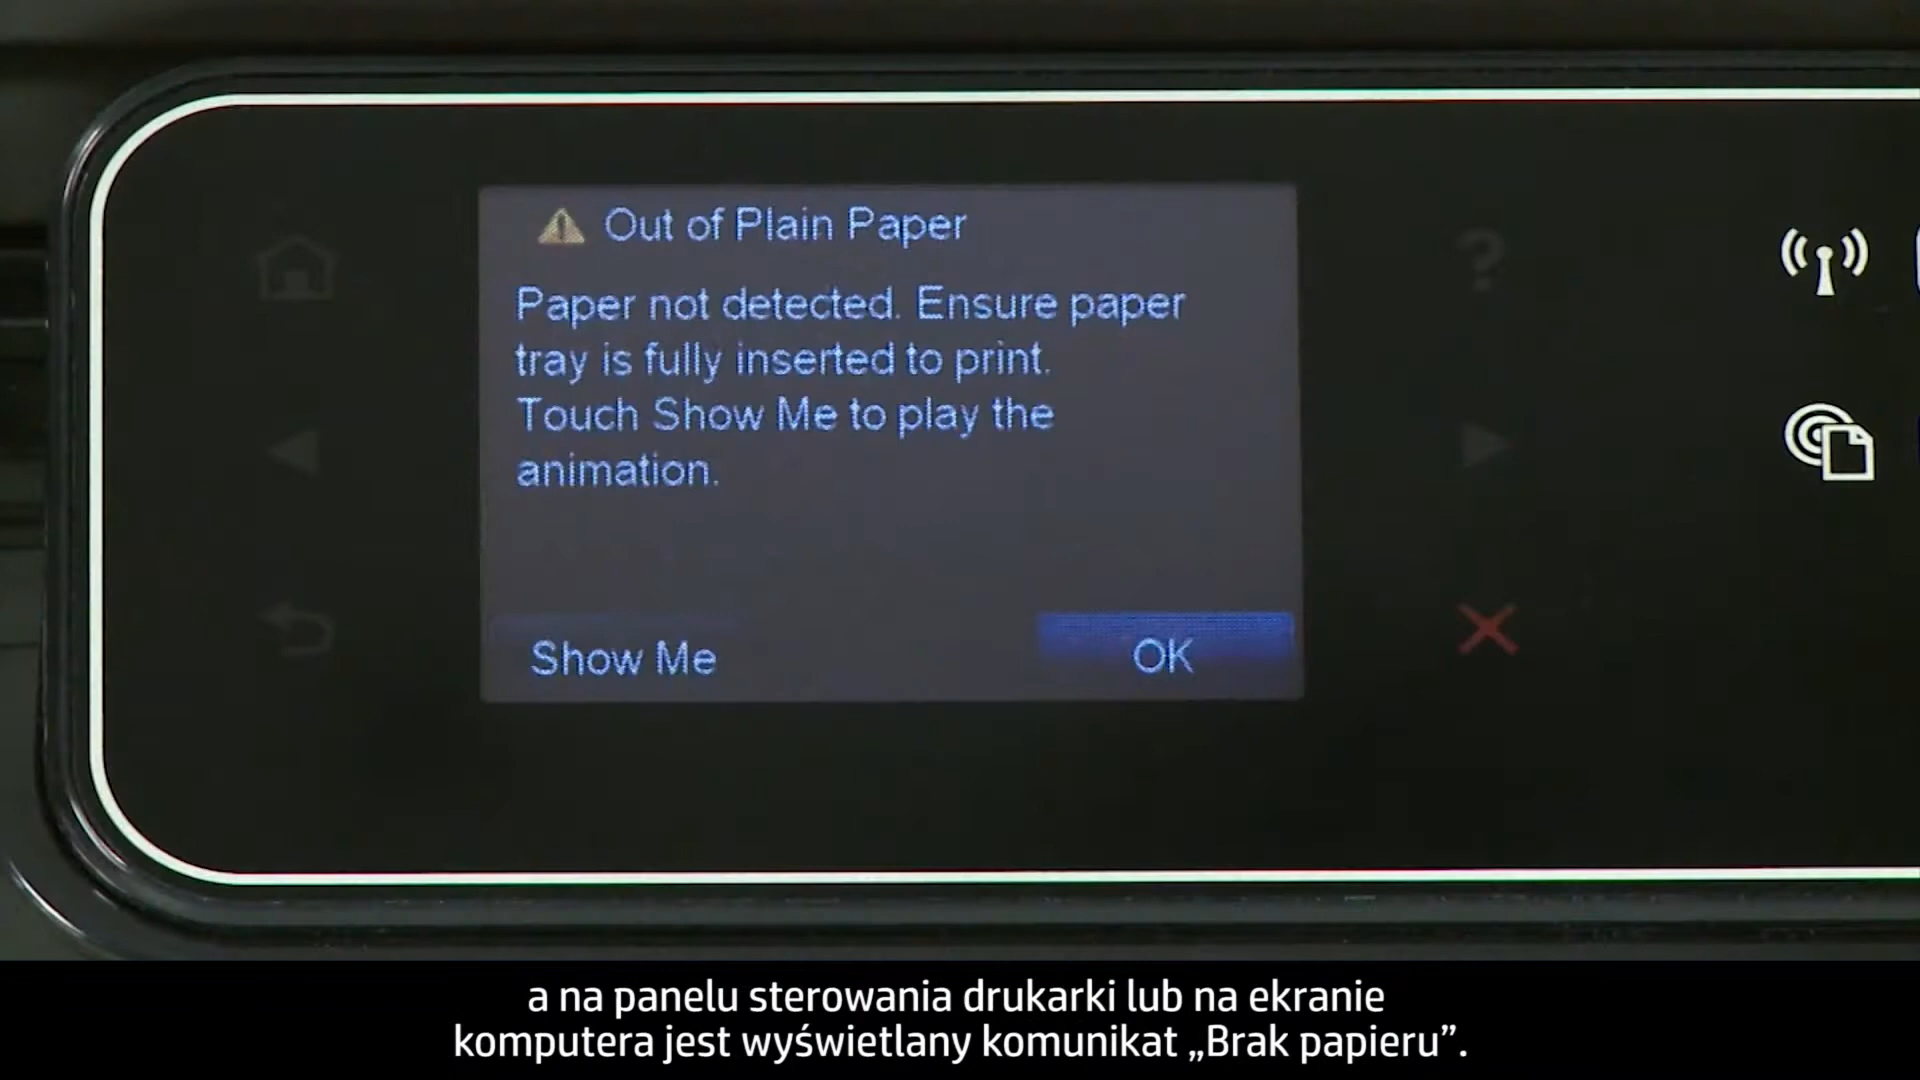 Out of Plain Paper
Paper not detected. Ensure paper
tray is fully inserted to print.
Touch Show Me to play the
animation.
Show Me
OK
a na panelu sterowania drukarki lub na ekranie
komputera jest wyświetlany komunikat „Brak papieru”.